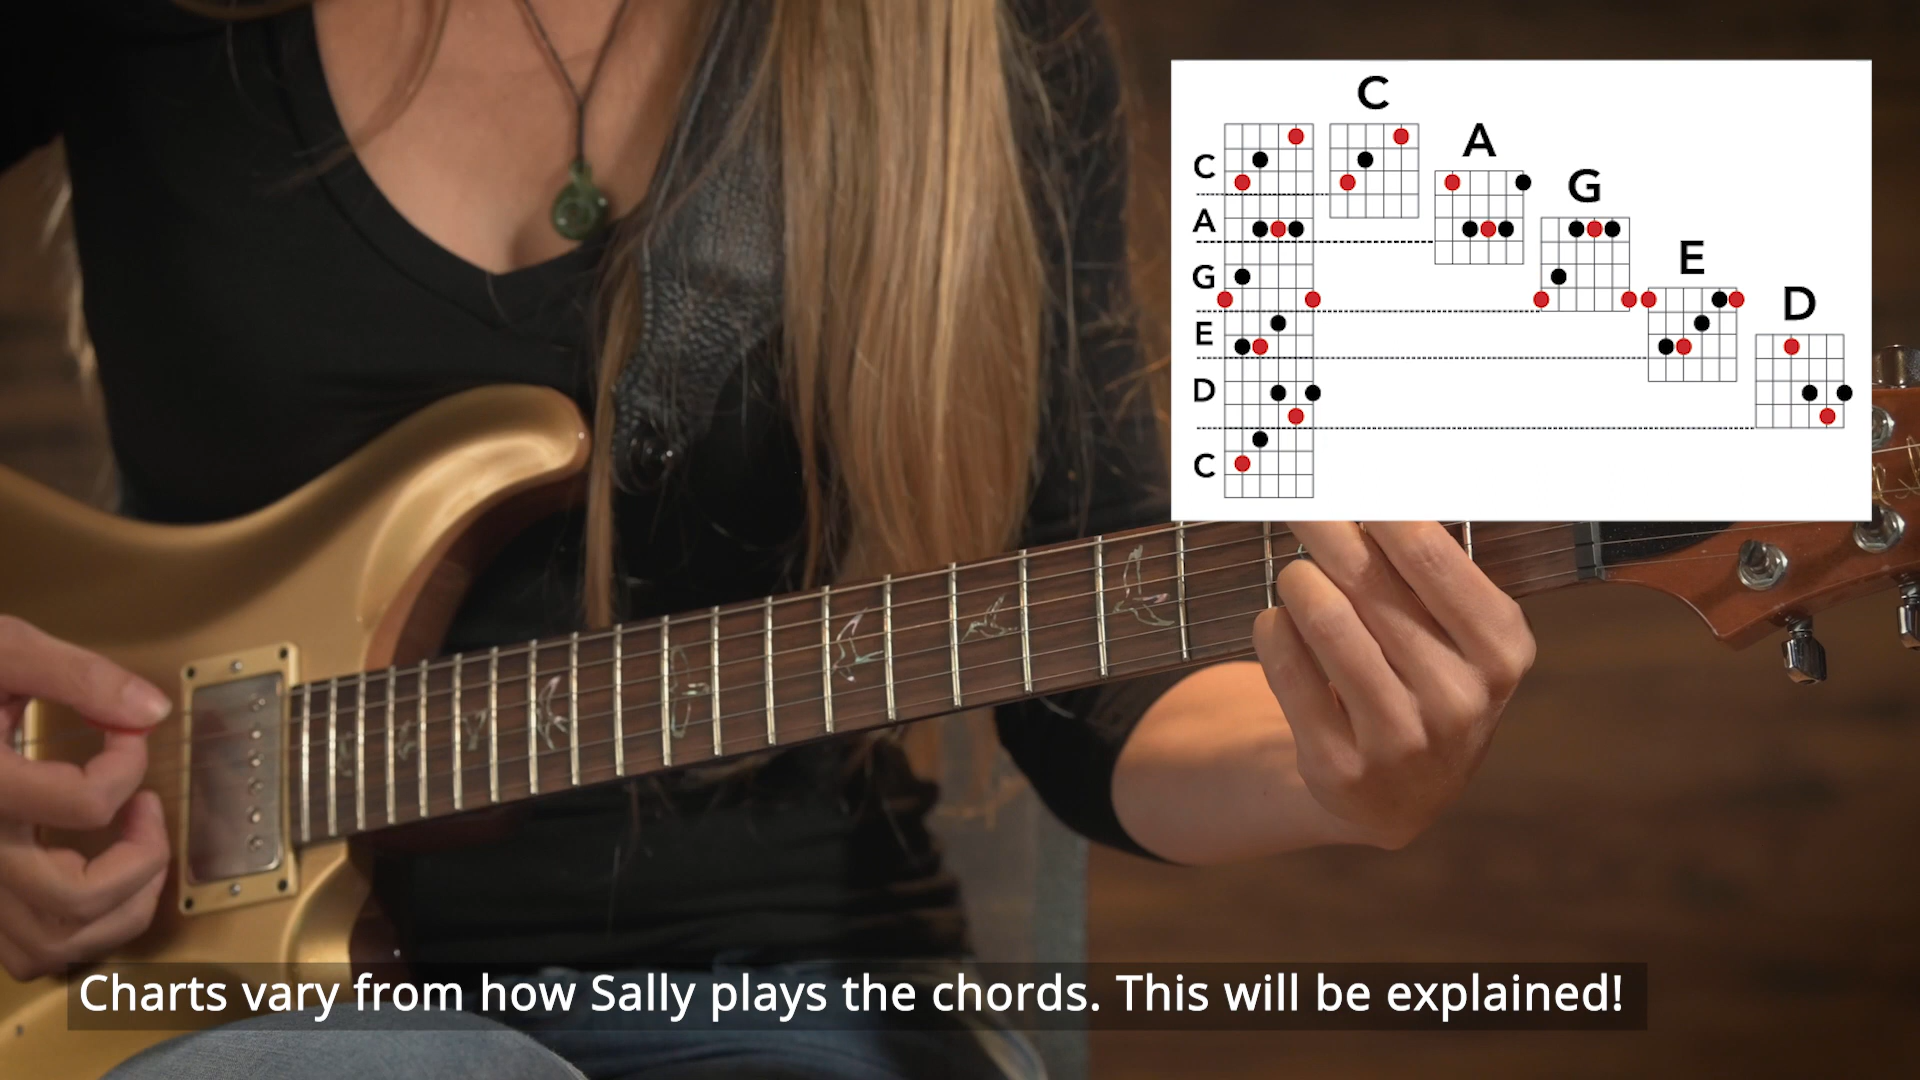 C
A
G
E
D
C
A
G
E
D
C
Charts vary from how Sally plays the chords. This will be explained!